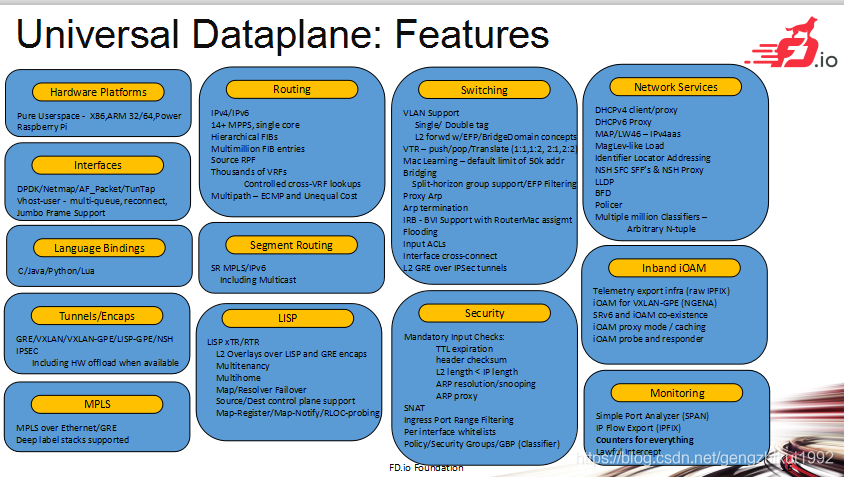 Universal Dataplane: Features
FD.io
Hardware Platforms
Pure Userspace - X86,ARM 32/64,Power
Raspberry Pi
Interfaces
DPDK/Netmap/AF_Packet/TunTap
Vhost-user - multi-queue, reconnect,
Jumbo Frame Support
Language Bindings
C/Java/Python/Lua
Tunnels/Encaps
GRE/VXLAN/VXLAN-GPE/LISP-GPE/NSH
IPSEC
Including HW offload when available
MPLS
MPLS over Ethernet/GRE
Deep label stacks supported
Routing
IPv4/IPv6
14+ MPPS, single core
Hierarchical FIBs
Multimillion FIB entries
Source RPF
Thousands of VRFs
Controlled cross-VRF lookups
Multipath – ECMP and Unequal Cost
Segment Routing
SR MPLS/IPv6
Including Multicast
LISP
LISP xTR/RTR
L2 Overlays over LISP and GRE encaps
Multitenancy
Multihome
Map/Resolver Failover
Source/Dest control plane support
Map-Register/Map-Notify/RLOC-probing
Switching
VLAN Support
Single/ Double tag
L2 forwd w/EFP/BridgeDomain concepts
VTR – push/pop/Translate (1:1,1:2, 2:1,2:2)
Mac Learning – default limit of 50k addr
Bridging
Split-horizon group support/EFP Filtering
Proxy Arp
Arp termination
IRB - BVI Support with RouterMac assigmt
Flooding
Input ACLs
Interface cross-connect
L2 GRE over IPSec tunnels
Security
Mandatory Input Checks:
TTL expiration
header checksum
L2 length < IP length
ARP resolution/snooping
ARP proxy
SNAT
Ingress Port Range Filtering
Per interface whitelists
Policy/Security Groups/GBP (Classifier)
Network Services
DHCPv4 client/proxy
DHCPv6 Proxy
MAP/LW46 – IPv4aas
MagLev-like Load
Identifier Locator Addressing
NSH SFC SFF's & NSH Proxy
LLDP
BFD
Policer
Multiple million Classifiers –
Arbitrary N-tuple
Inband iOAM
Telemetry export infra (raw IPFIX)
iOAM for VXLAN-GPE (NGENA)
SRv6 and iOAM co-existence
iOAM proxy mode / caching
iOAM probe and responder
Monitoring
Simple Port Analyzer (SPAN)
IP Flow Export (IPFIX)
Counters for everything
Lawful Intercept
FD.io Foundation